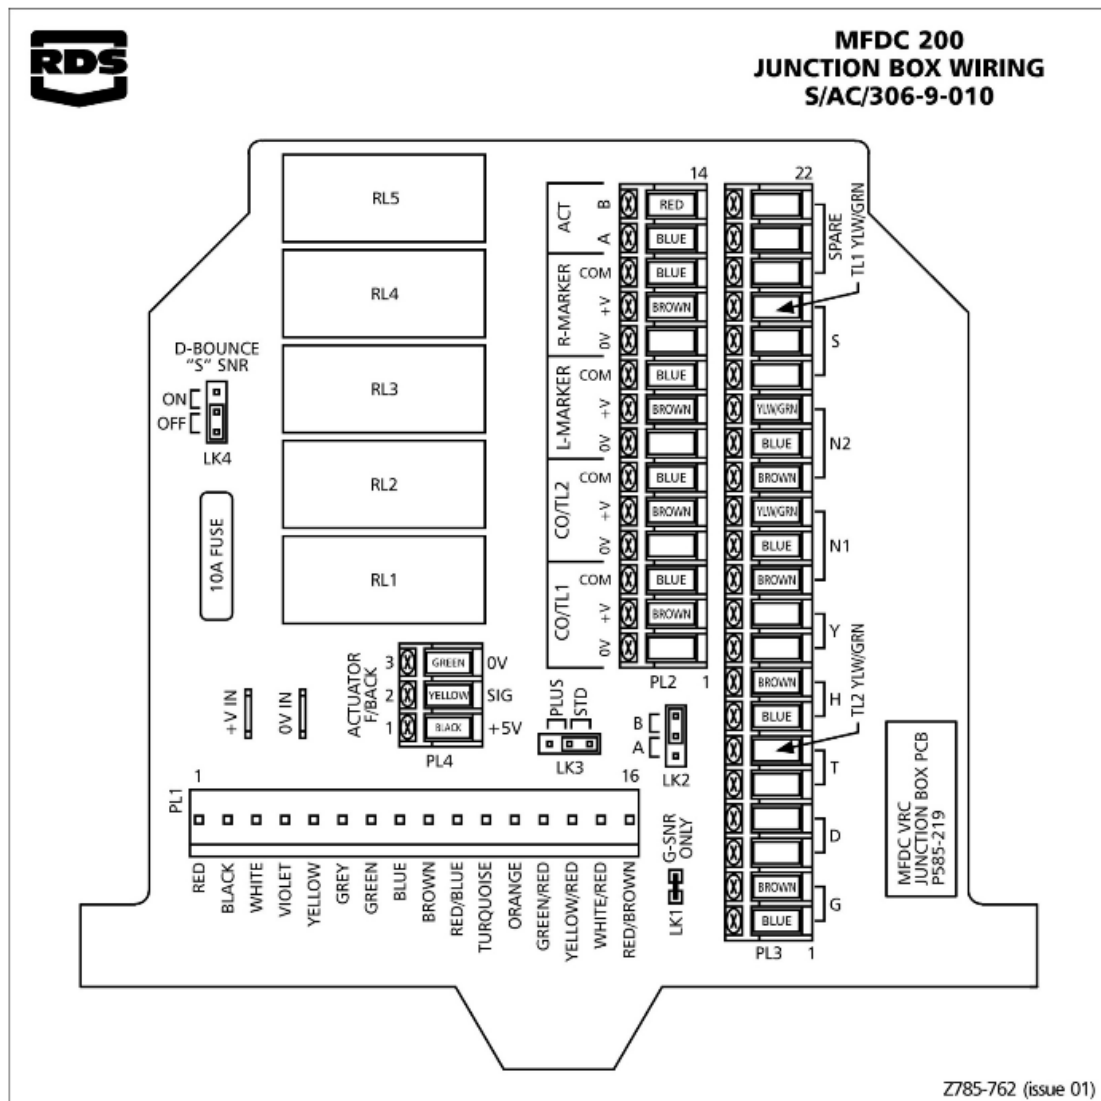 RDS
MFDC 200
JUNCTION BOX WIRING
S/AC/306-9-010
RL5
RL4
RL3
RL2
RL1
D-BOUNCE
"S" SNR
ON
OFF
LK4
10A FUSE
+V IN
0V IN
ACTUATOR
F/BACK
3 GREEN 0V
2 YELLOW SIG
1 BLACK +5V
PL4
14
ACT
B RED
A BLUE
R-MARKER
COM BLUE
+V BROWN
0V
L-MARKER
COM BLUE
+V BROWN
0V
CO/TL2
COM BLUE
+V BROWN
0V
CO/TL1
COM BLUE
+V BROWN
0V
PL2 1
22
SPARE
TL1 YLW/GRN
S
YLW/GRN
BLUE
BROWN
N2
YLW/GRN
BLUE
BROWN
N1
Y
BROWN
BLUE
H
TL2 YLW/GRN
T
D
BROWN
BLUE
G
PL3 1
PLUS
STD
LK3
B
A
LK2
G-SNR
ONLY
LK1
PL1
1
16
RED
BLACK
WHITE
VIOLET
YELLOW
GREY
GREEN
BLUE
BROWN
RED/BLUE
TURQUOISE
ORANGE
GREEN/RED
YELLOW/RED
WHITE/RED
RED/BROWN
MFDC VRC
JUNCTION BOX PCB
P585-219
Z785-762 (issue 01)